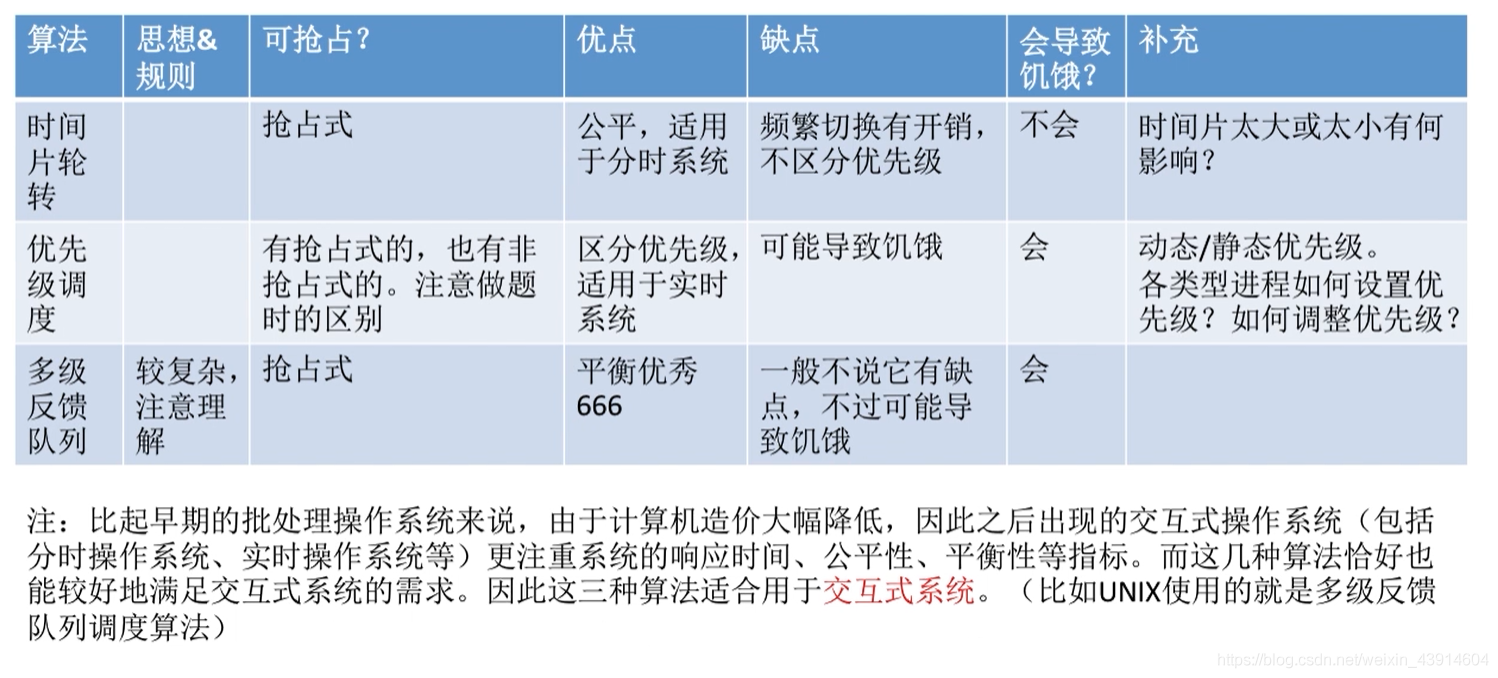 算法 思想& 可抢占？ 优点 缺点 会导致 补充
规则 饥饿？
时间 抢占式 公平，适用 频繁切换有开销， 不会 时间片太大或太小有何
片轮 于分时系统 不区分优先级 影响？
转
优先 有抢占式的，也有非 区分优先级， 可能导致饥饿 会 动态/静态优先级。
级调 抢占式的。注意做题 适用于实时 各类型进程如何设置优
度 时的区别 系统 先级？如何调整优先级？
多级 较复杂， 抢占式 平衡优秀 一般不说它有缺 会
反馈 注意理 666 点，不过可能导
队列 解 致饥饿
注：比起早期的批处理操作系统来说，由于计算机造价大幅降低，因此之后出现的交互式操作系统（包括
分时操作系统、实时操作系统等）更注重系统的响应时间、公平性、平衡性等指标。而这几种算法恰好也
能较好地满足交互式系统的需求。因此这三种算法适合用于交互式系统。（比如UNIX使用的就是多级反馈
队列调度算法）
https://blog.csdn.net/weixin_43914604